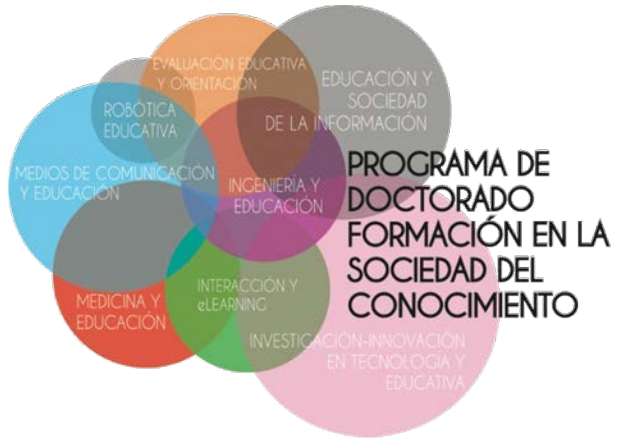 EVALUACIÓN EDUCATIVA
Y ORIENTACIÓN
EDUCACIÓN Y
SOCIEDAD
DE LA INFORMACIÓN
ROBÓTICA
EDUCATIVA
MEDIOS DE COMUNICACIÓN
Y EDUCACIÓN
INGENIERÍA Y
EDUCACIÓN
PROGRAMA DE
DOCTORADO
FORMACIÓN EN LA
SOCIEDAD DEL
CONOCIMIENTO
MEDICINA Y
EDUCACIÓN
INTERACCIÓN Y
eLEARNING
INVESTIGACIÓN-INNOVACIÓN
EN TECNOLOGÍA Y
EDUCATIVA